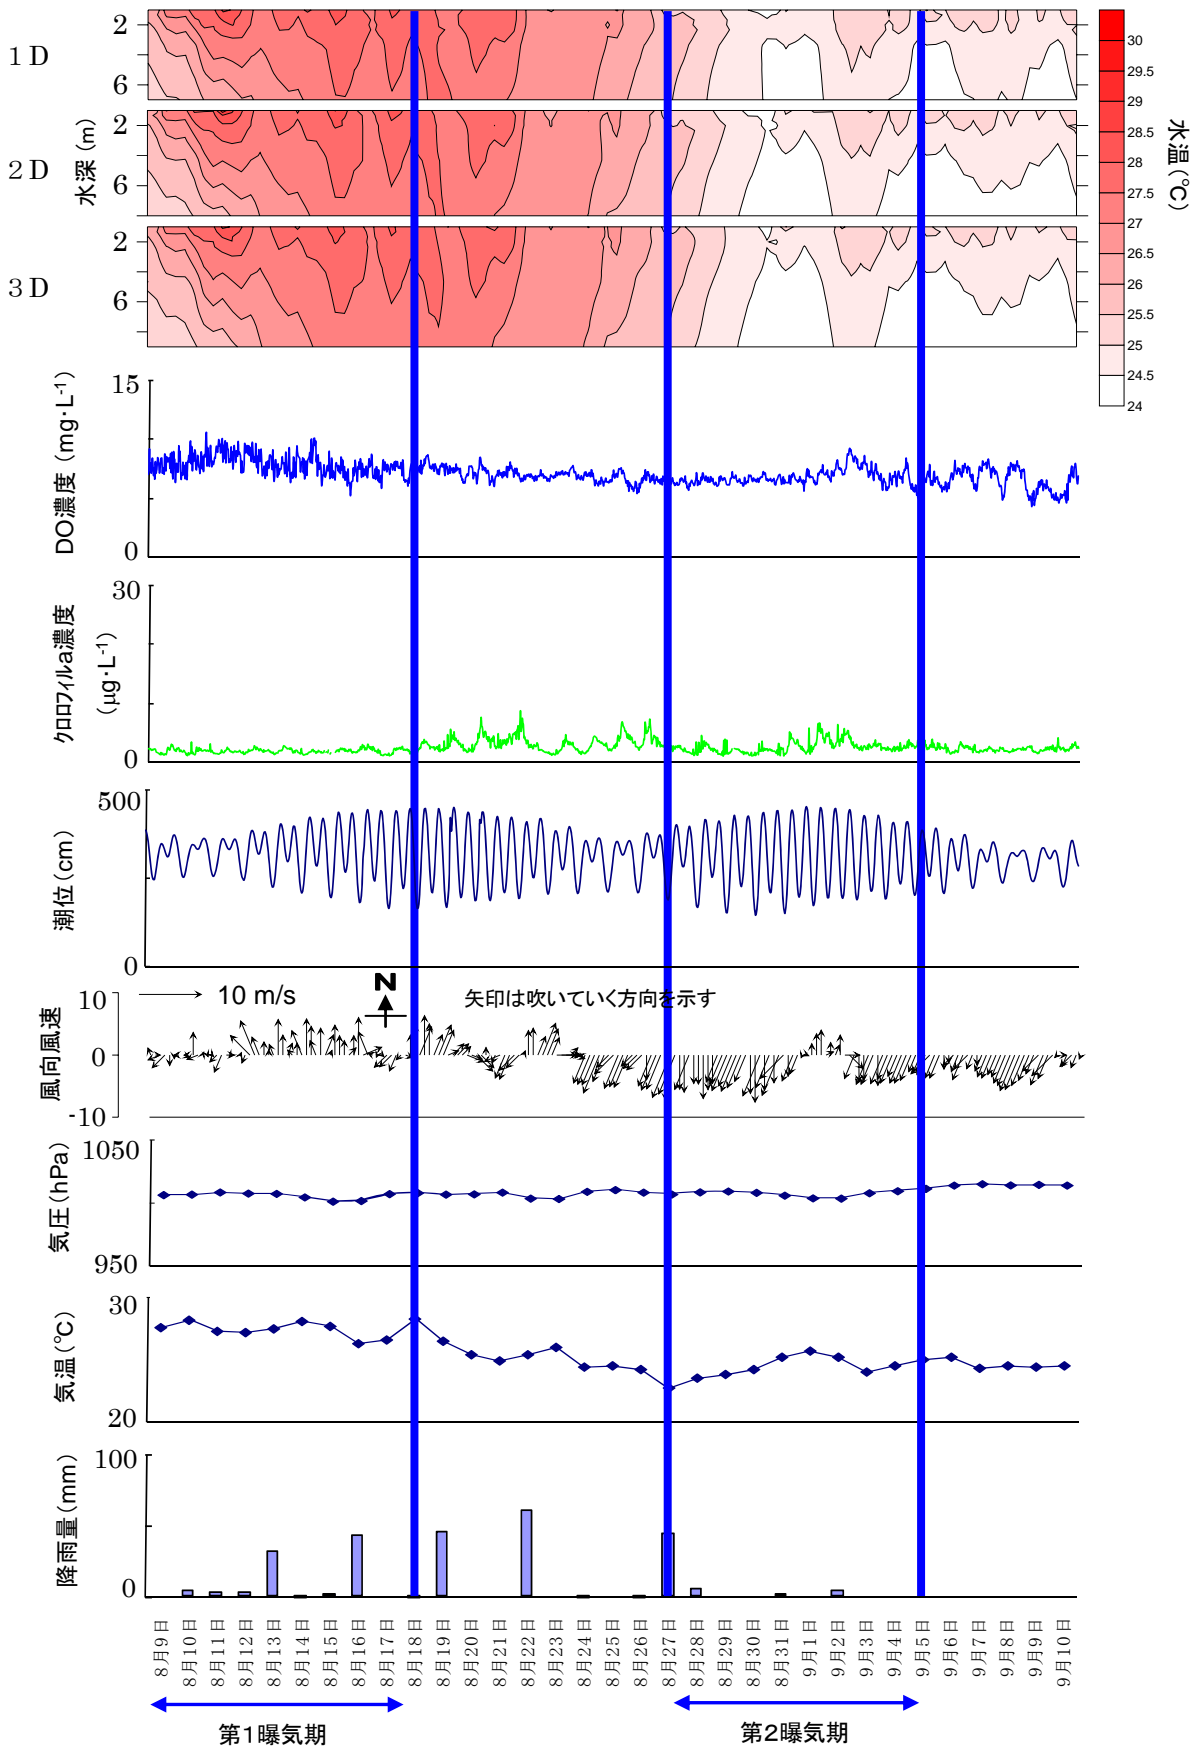 1D
2
6
2D
水深(m)
2
6
3D
2
6
30
29.5
29
28.5
28
27.5
27
26.5
26
25.5
25
24.5
24
水温(℃)
DO濃度(mg・L-1)
15
0
クロロフィルa濃度
(μg・L-1)
30
0
潮位(cm)
500
0
風向風速
10
0
-10
10 m/s
N
矢印は吹いていく方向を示す
気圧(hPa)
1050
950
気温(℃)
30
20
降雨量(mm)
100
0
8月9日
8月10日
8月11日
8月12日
8月13日
8月14日
8月15日
8月16日
8月17日
8月18日
8月19日
8月20日
8月21日
8月22日
8月23日
8月24日
8月25日
8月26日
8月27日
8月28日
8月29日
8月30日
8月31日
9月1日
9月2日
9月3日
9月4日
9月5日
9月6日
9月7日
9月8日
9月9日
9月10日
第1曝気期
第2曝気期